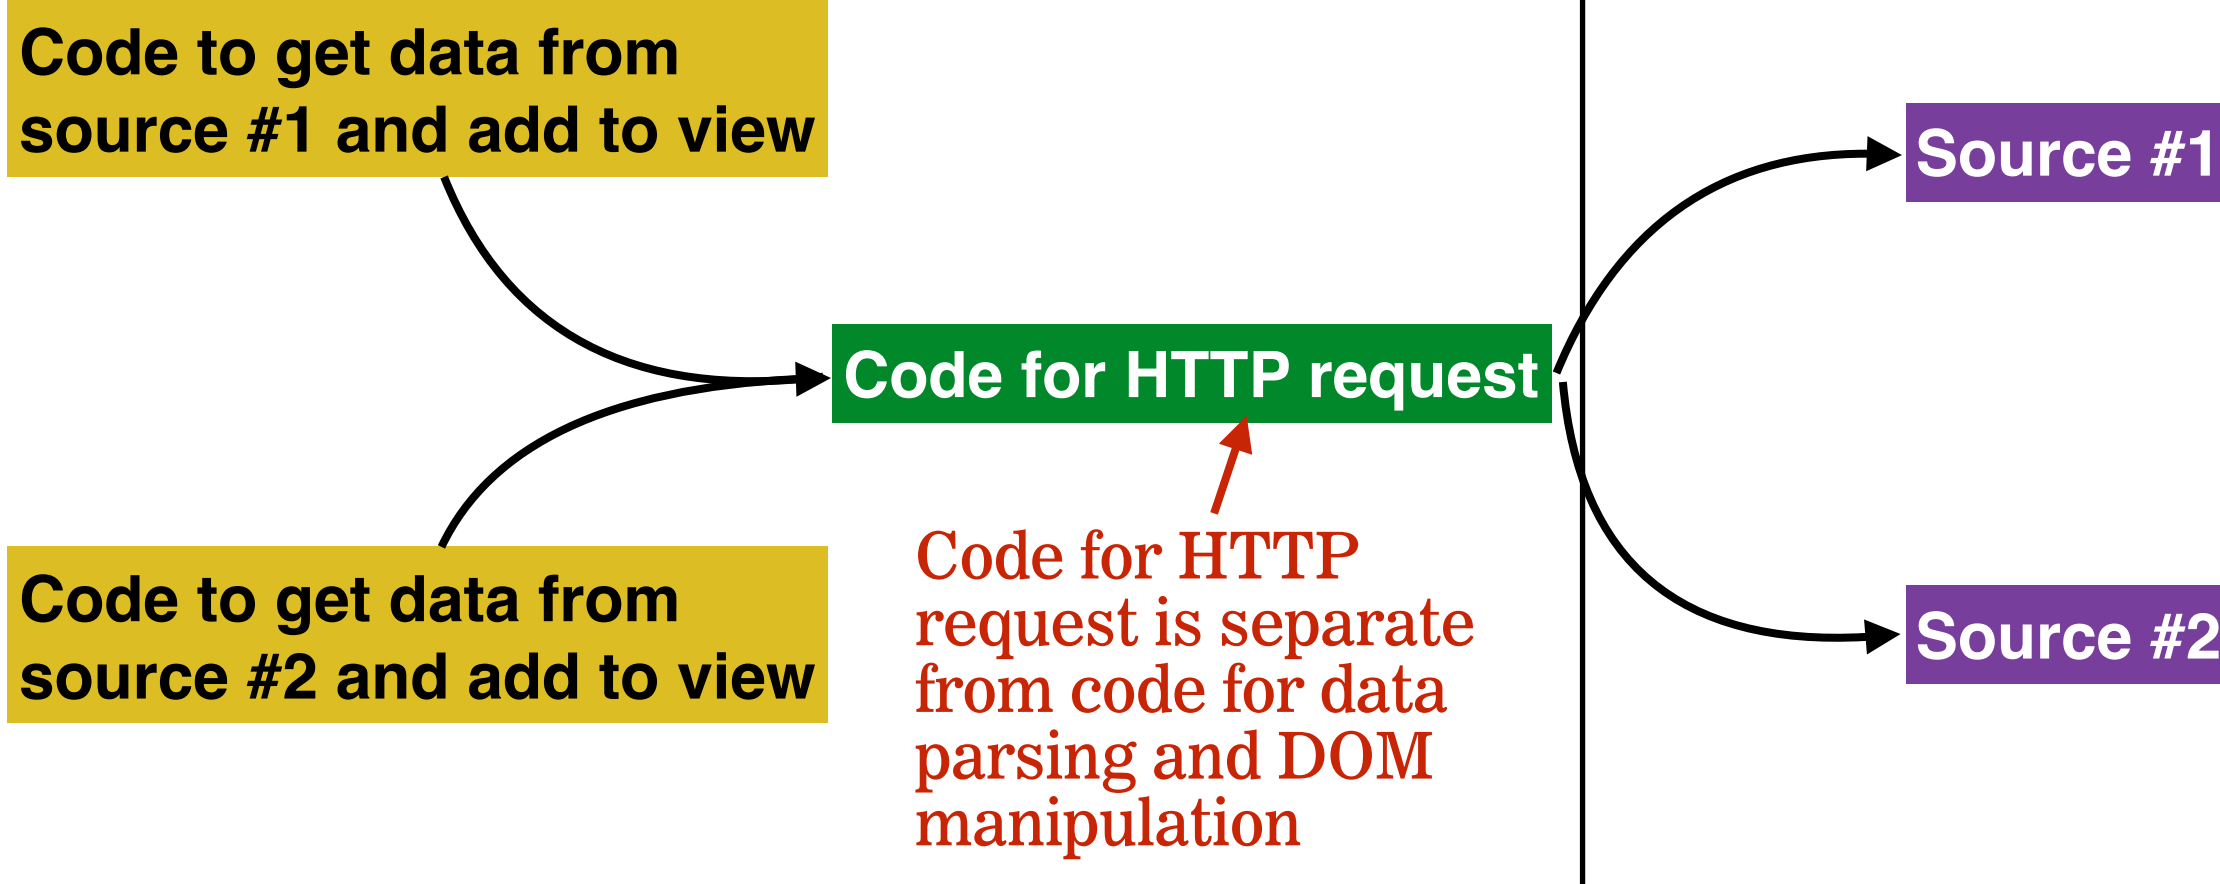 Code to get data from
source #1 and add to view
Source #1
Code for HTTP request
Code for HTTP
request is separate
from code for data
parsing and DOM
manipulation
Code to get data from
source #2 and add to view
Source #2